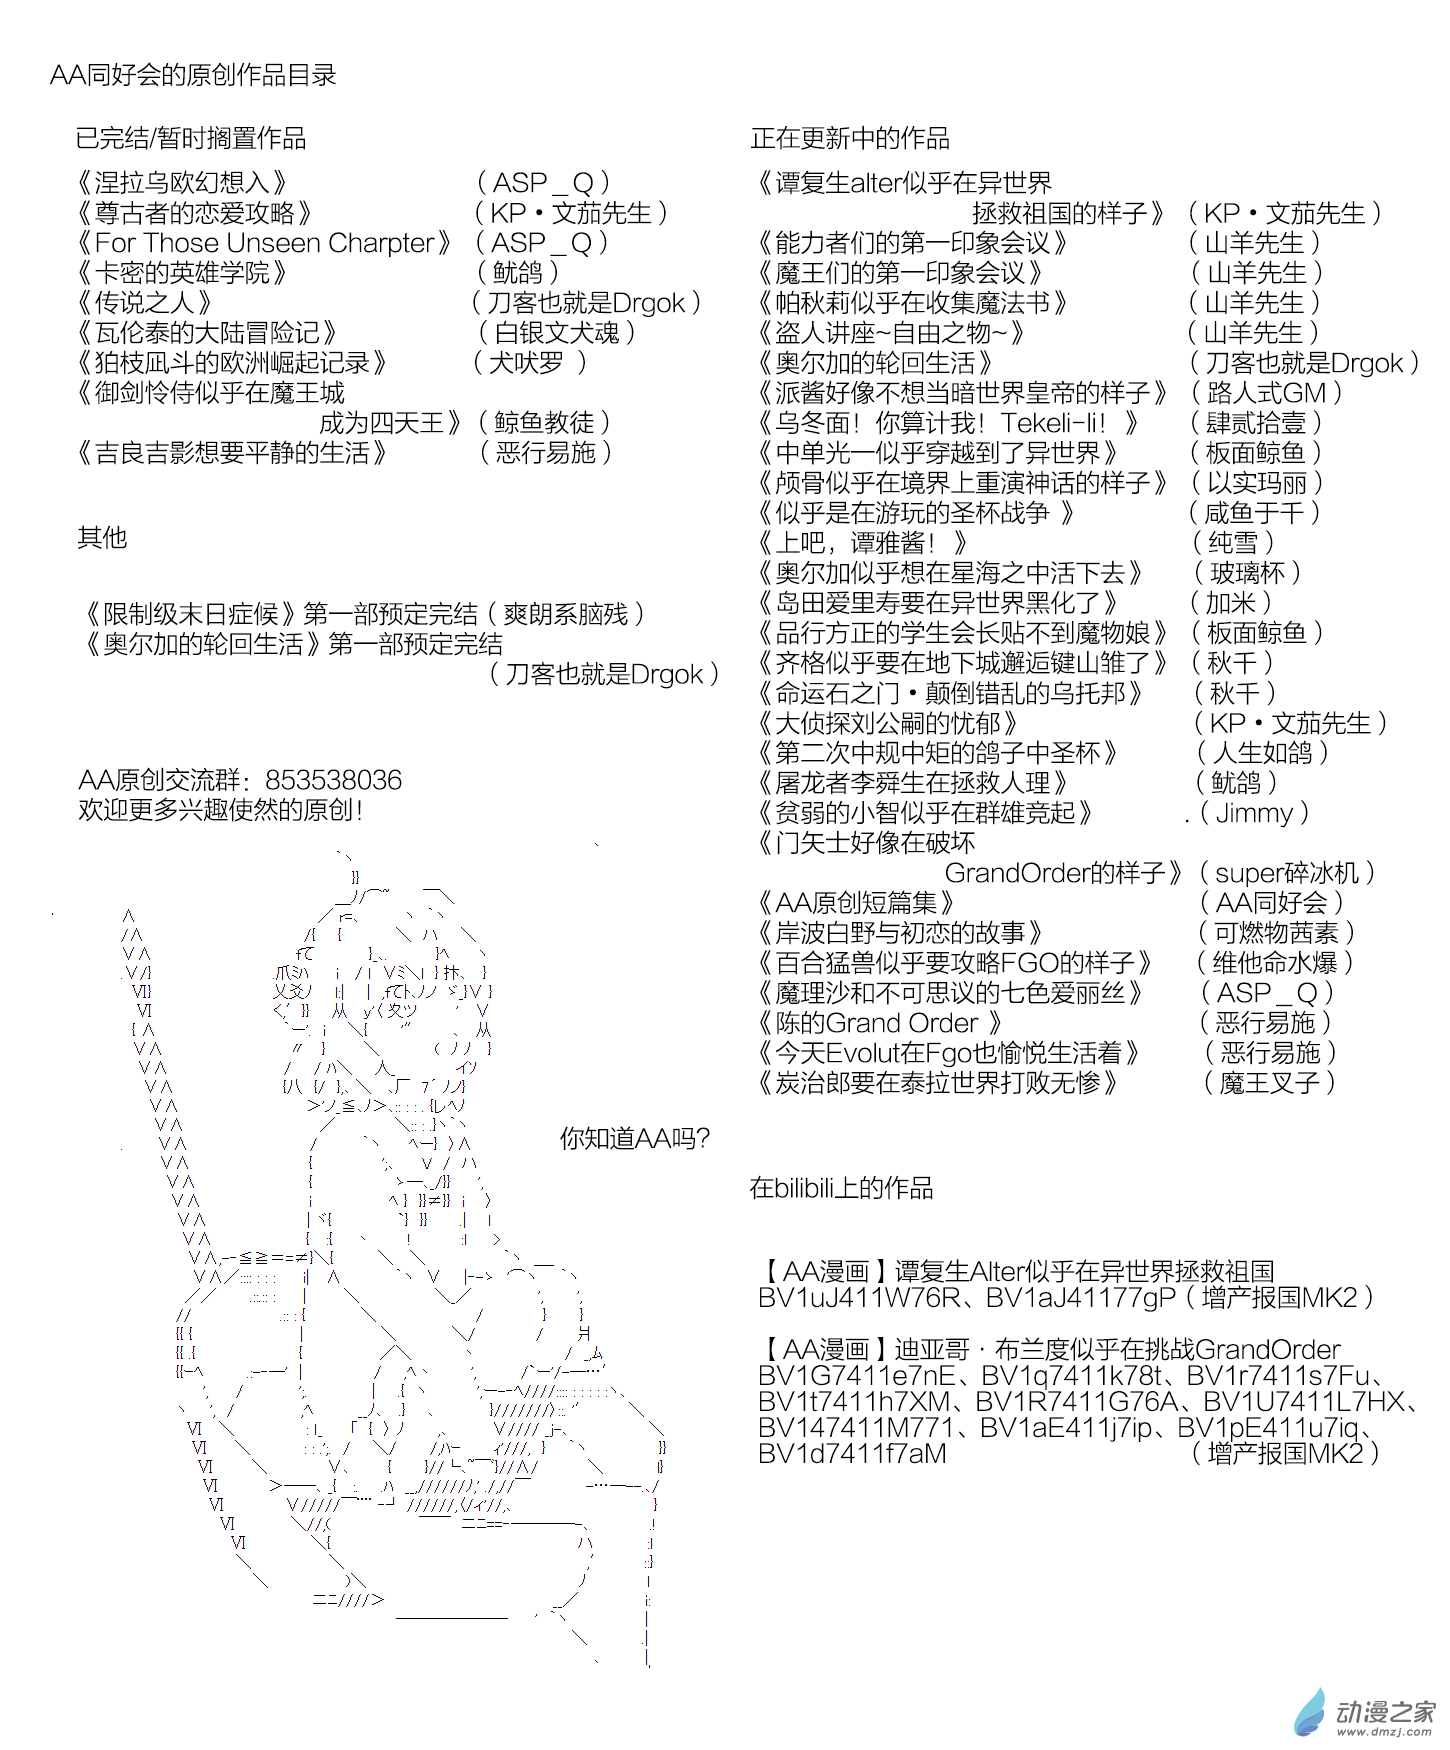 AA同好会的原创作品目录
已完结/暂时搁置作品
《涅拉乌欧幻想入》 （ASP_Q）
《尊古者的恋爱攻略》 （KP·文茄先生）
《For Those Unseen Charpter》（ASP_Q）
《卡密的英雄学院》 （鱿鸽）
《传说之人》 （刀客也就是Drgok）
《瓦伦泰的大陆冒险记》 （白银文犬魂）
《狛枝凪斗的欧洲崛起记录》 （犬吠罗 ）
《御剑怜侍似乎在魔王城
成为四天王》（鲸鱼教徒）
《吉良吉影想要平静的生活》 （恶行易施）
其他
《限制级末日症候》第一部预定完结（爽朗系脑残）
《奥尔加的轮回生活》第一部预定完结
（刀客也就是Drgok）
AA原创交流群：853538036
欢迎更多兴趣使然的原创！
你知道AA吗？
正在更新中的作品
《谭复生alter似乎在异世界
拯救祖国的样子》（KP·文茄先生）
《能力者们的第一印象会议》 （山羊先生）
《魔王们的第一印象会议》 （山羊先生）
《帕秋莉似乎在收集魔法书》 （山羊先生）
《盗人讲座~自由之物~》 （山羊先生）
《奥尔加的轮回生活》 （刀客也就是Drgok）
《派酱好像不想当暗世界皇帝的样子》（路人式GM）
《乌冬面！你算计我！Tekeli-li！》 （肆贰拾壹）
《中单光一似乎穿越到了异世界》 （板面鲸鱼）
《颅骨似乎在境界上重演神话的样子》（以实玛丽）
《似乎是在游玩的圣杯战争 》 （咸鱼于千）
《上吧，谭雅酱！》 （纯雪）
《奥尔加似乎想在星海之中活下去》 （玻璃杯）
《岛田爱里寿要在异世界黑化了》 （加米）
《品行方正的学生会长贴不到魔物娘》（板面鲸鱼）
《齐格似乎要在地下城邂逅键山雏了》（秋千）
《命运石之门·颠倒错乱的乌托邦》 （秋千）
《大侦探刘公嗣的忧郁》 （KP·文茄先生）
《第二次中规中矩的鸽子中圣杯》 （人生如鸽）
《屠龙者李舜生在拯救人理》 （鱿鸽）
《贫弱的小智似乎在群雄竞起》 .（Jimmy）
《门矢士好像在破坏
GrandOrder的样子》（super碎冰机）
《AA原创短篇集》 （AA同好会）
《岸波白野与初恋的故事》 （可燃物茜素）
《百合猛兽似乎要攻略FGO的样子》 （维他命水爆）
《魔理沙和不可思议的七色爱丽丝》 （ASP_Q）
《陈的Grand Order 》 （恶行易施）
《今天Evolut在Fgo也愉悦生活着》 （恶行易施）
《炭治郎要在泰拉世界打败无惨》 （魔王叉子）
在bilibili上的作品
【AA漫画】谭复生Alter似乎在异世界拯救祖国
BV1uJ411W76R、BV1aJ41177gP（增产报国MK2）
【AA漫画】迪亚哥·布兰度似乎在挑战GrandOrder
BV1G7411e7nE、BV1q7411k78t、BV1r7411s7Fu、
BV1t7411h7XM、BV1R7411G76A、BV1U7411L7HX、
BV147411M771、BV1aE411j7ip、BV1pE411u7iq、
BV1d7411f7aM （增产报国MK2）
动漫之家
www.dmzj.com